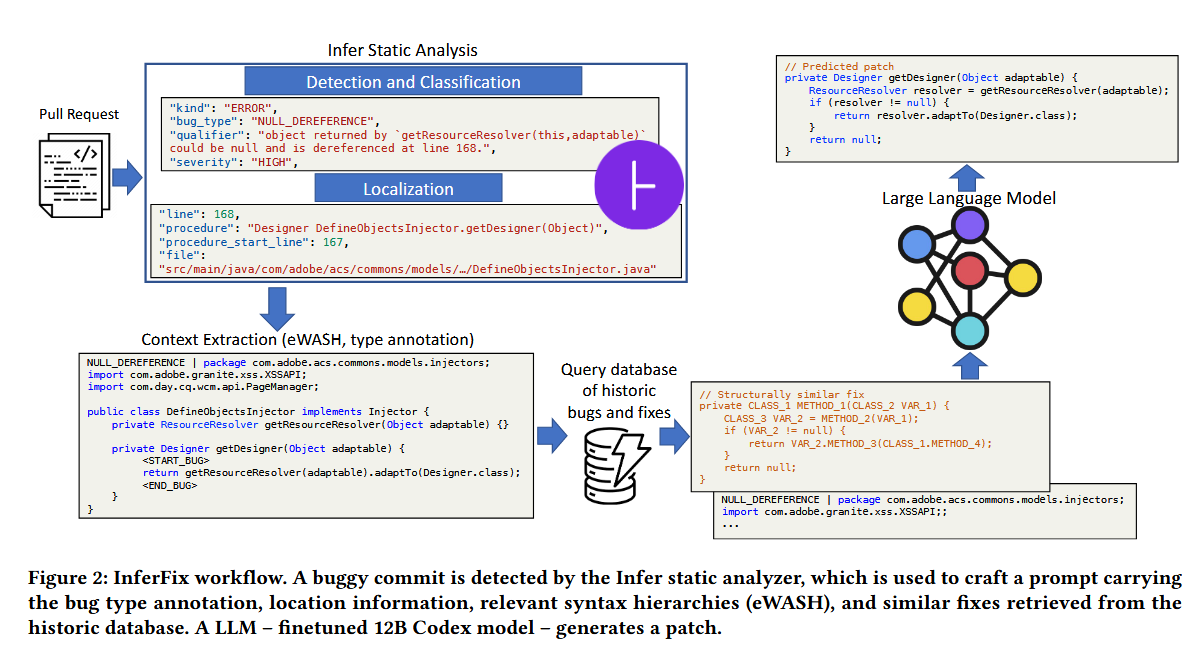 Infer Static Analysis
Pull Request
Detection and Classification
"kind": "ERROR",
"bug_type": "NULL_DEREFERENCE",
"qualifier": "object returned by `getResourceResolver(this,adaptable)`
could be null and is dereferenced at line 168.",
"severity": "HIGH",
Localization
"line": 168,
"procedure": "Designer DefineObjectsInjector.getDesigner(Object)",
"procedure_start_line": 167,
"file":
"src/main/java/com/adobe/acs/commons/models/…/DefineObjectsInjector.java"
Context Extraction (eWASH, type annotation)
NULL_DEREFERENCE | package com.adobe.acs.commons.models.injectors;
import com.adobe.granite.xss.XSSAPI;
import com.day.cq.wcm.api.PageManager;
public class DefineObjectsInjector implements Injector {
    private ResourceResolver getResourceResolver(Object adaptable) {}
    private Designer getDesigner(Object adaptable) {
        <START_BUG>
        return getResourceResolver(adaptable).adaptTo(Designer.class);
        <END_BUG>
    }
}
Query database
of historic
bugs and fixes
// Structurally similar fix
private CLASS_1 METHOD_1(CLASS_2 VAR_1) {
    CLASS_3 VAR_2 = METHOD_2(VAR_1);
    if (VAR_2 != null) {
        return VAR_2.METHOD_3(CLASS_1.METHOD_4);
    }
    return null;
}
NULL_DEREFERENCE | package com.adobe.acs.commons.models.injectors;
import com.adobe.granite.xss.XSSAPI;;
...
Large Language Model
// Predicted patch
private Designer getDesigner(Object adaptable) {
    ResourceResolver resolver = getResourceResolver(adaptable);
    if (resolver != null) {
        return resolver.adaptTo(Designer.class);
    }
    return null;
}
Figure 2: InferFix workflow. A buggy commit is detected by the Infer static analyzer, which is used to craft a prompt carrying
the bug type annotation, location information, relevant syntax hierarchies (eWASH), and similar fixes retrieved from the
historic database. A LLM – finetuned 12B Codex model – generates a patch.